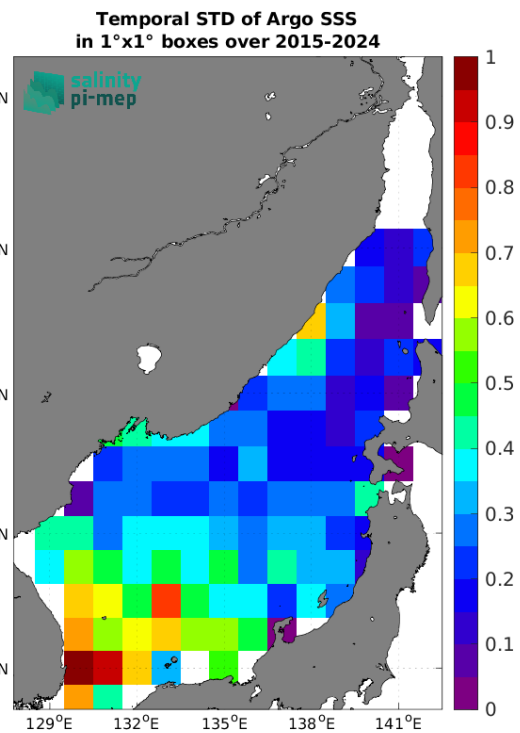 Temporal STD of Argo SSS
in 1°x1° boxes over 2015-2024
salinity
pi-mep
N
N
N
N
N
1
0.9
0.8
0.7
0.6
0.5
0.4
0.3
0.2
0.1
0
129°E 132°E 135°E 138°E 141°E